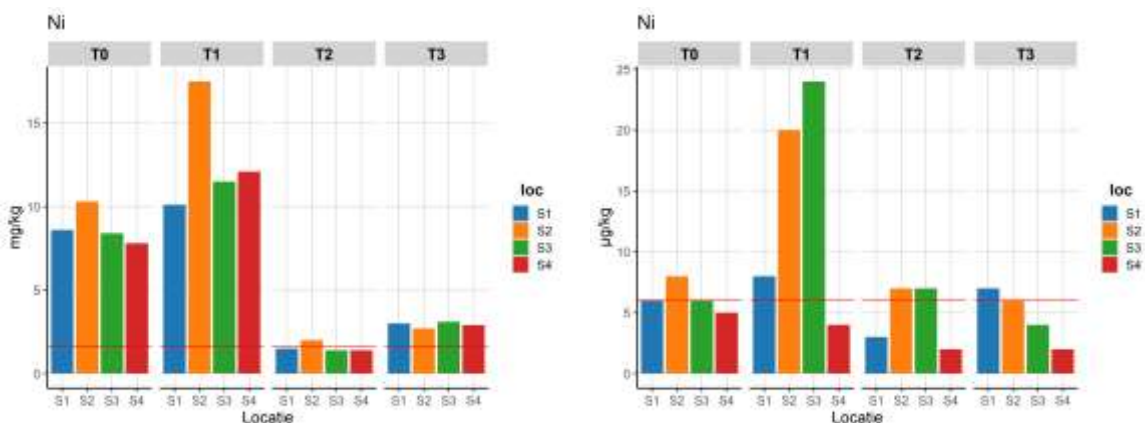 Ni
T0 T1 T2 T3
15
10
5
0
mg/kg
S1 S2 S3 S4 S1 S2 S3 S4 S1 S2 S3 S4 S1 S2 S3 S4
Locatie
loc
S1
S2
S3
S4
Ni
T0 T1 T2 T3
25
20
15
10
5
0
µg/kg
S1 S2 S3 S4 S1 S2 S3 S4 S1 S2 S3 S4 S1 S2 S3 S4
Locatie
loc
S1
S2
S3
S4